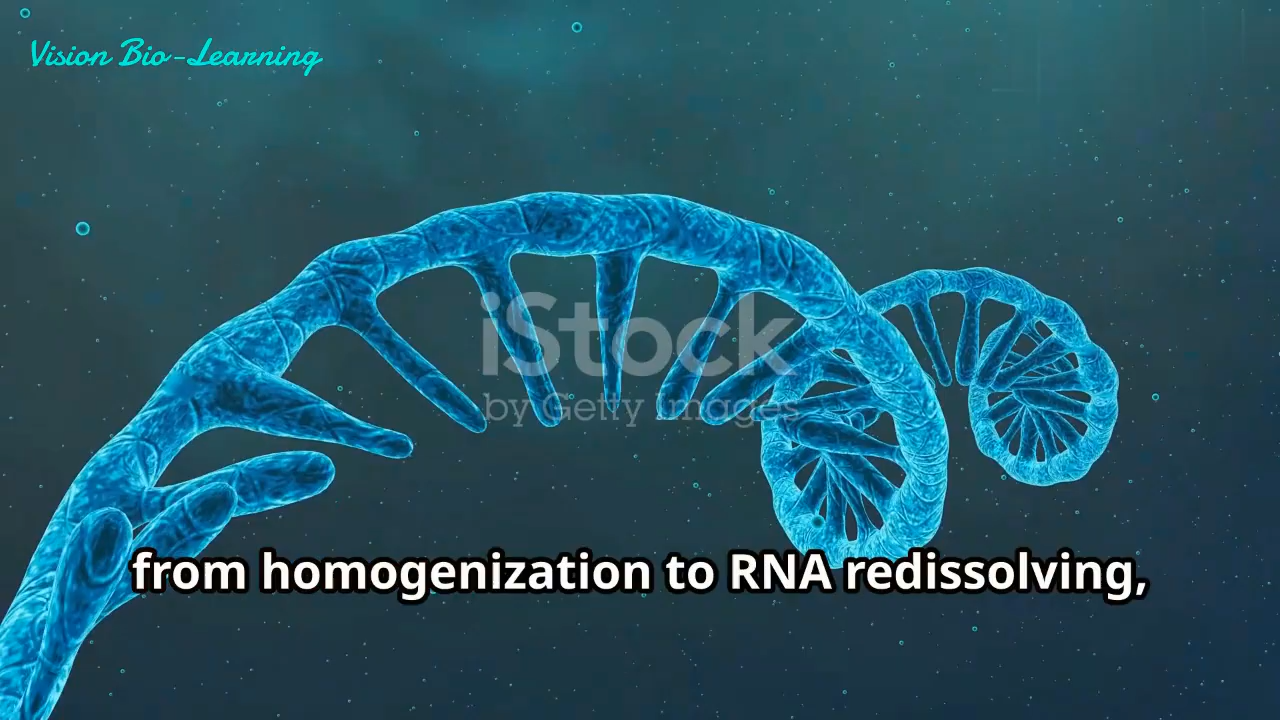 Vision Bio-Learning
iStock
by Getty Images
from homogenization to RNA redissolving,